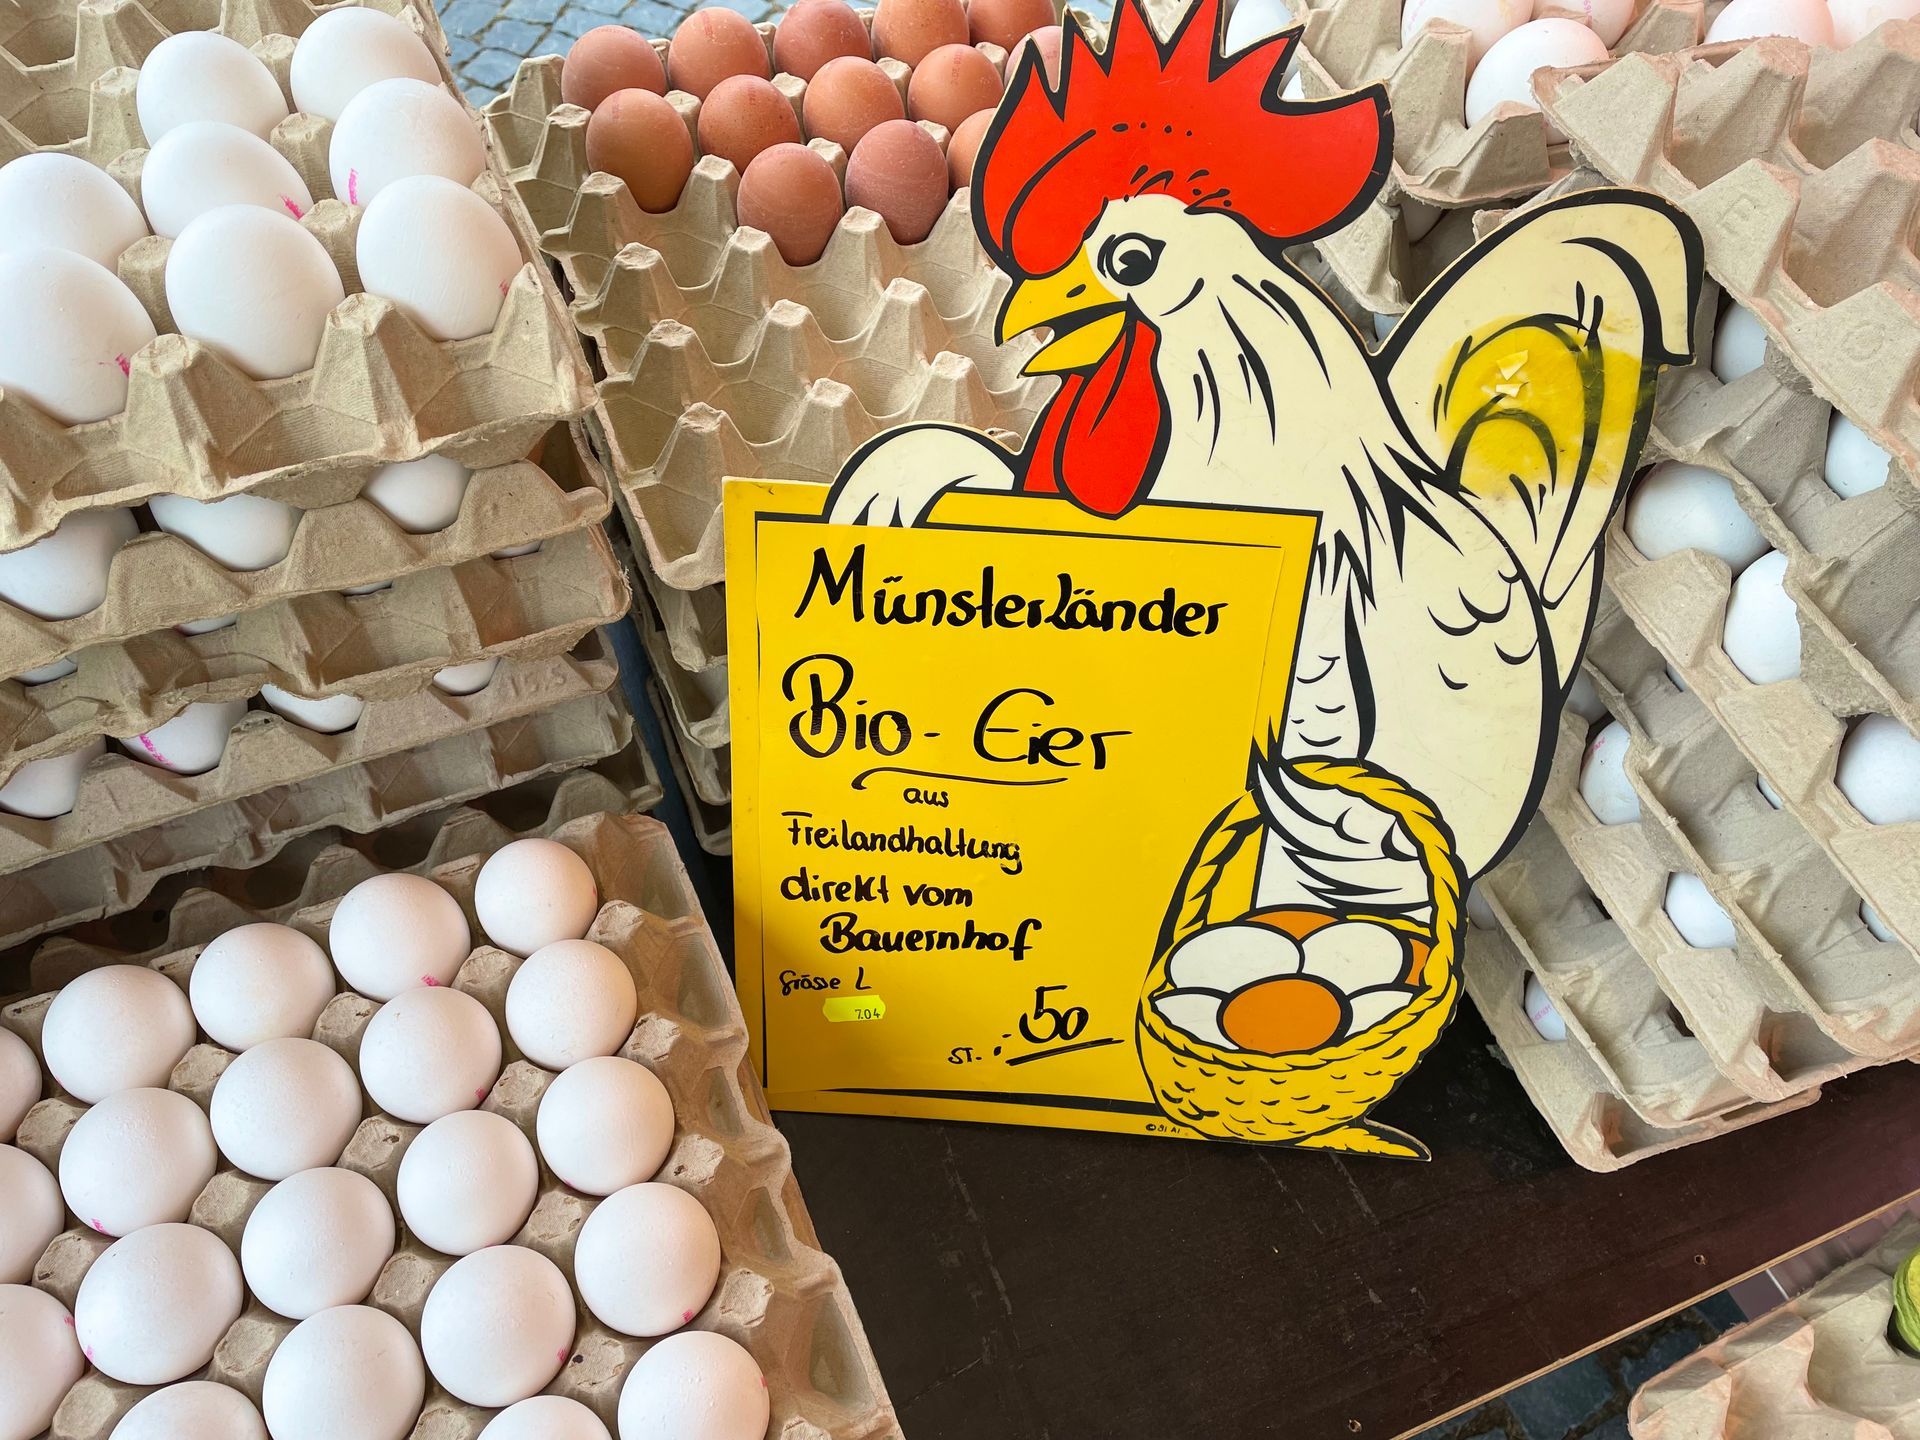 Münsterländer
Bio - Eier
aus
Freilandhaltung
direkt vom
Bauernhof
Grösse L
7.04
ST. -.50